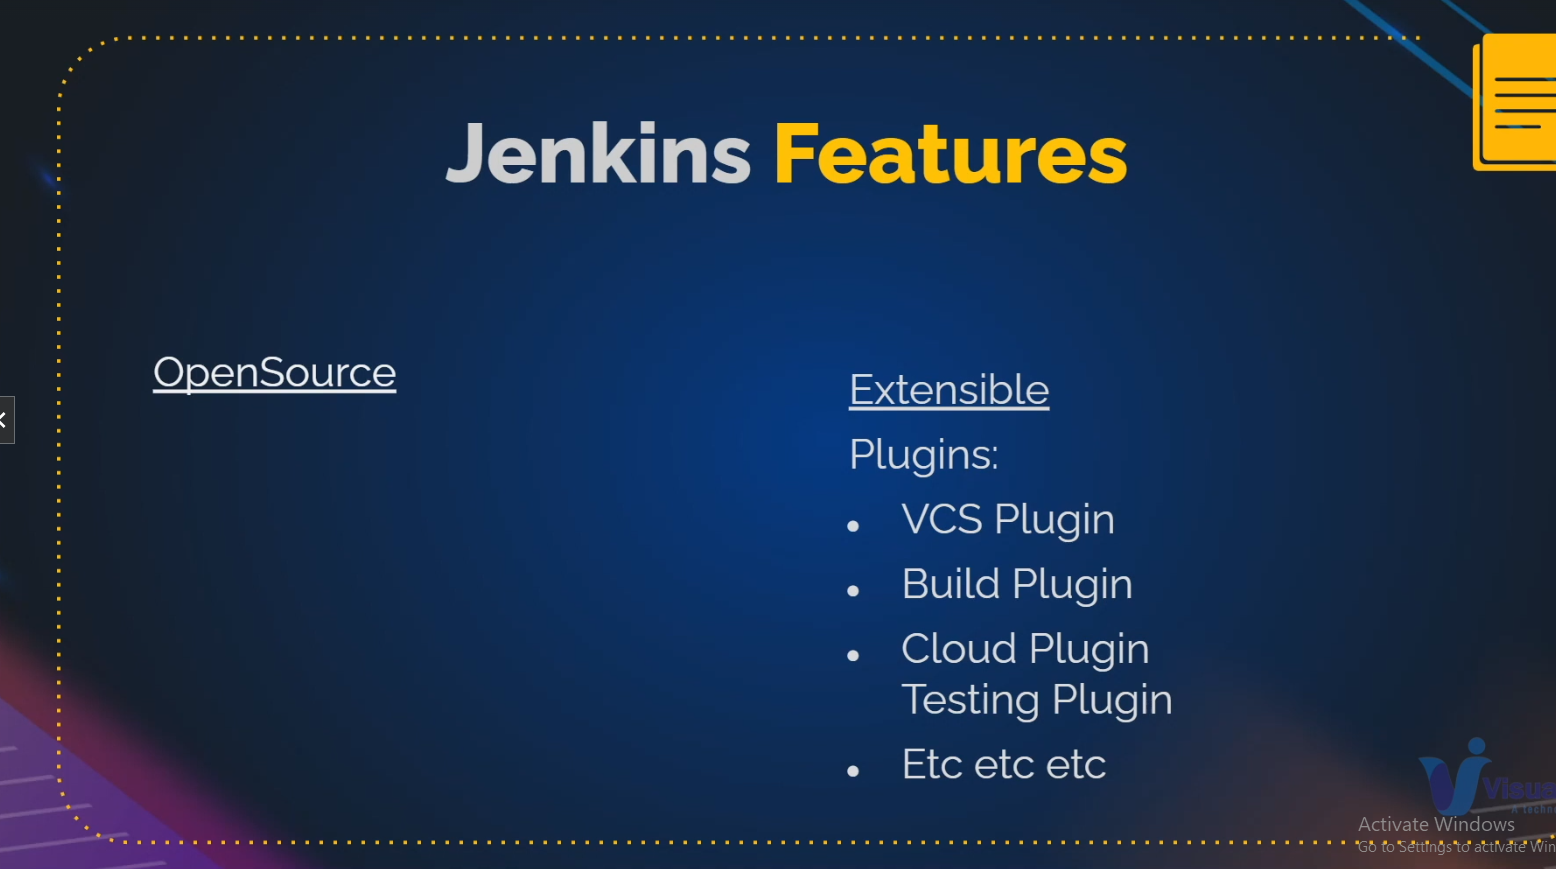 Jenkins Features
OpenSource
Extensible
Plugins:
• VCS Plugin
• Build Plugin
• Cloud Plugin
Testing Plugin
• Etc etc etc
Activate Windows
Go to Settings to activate